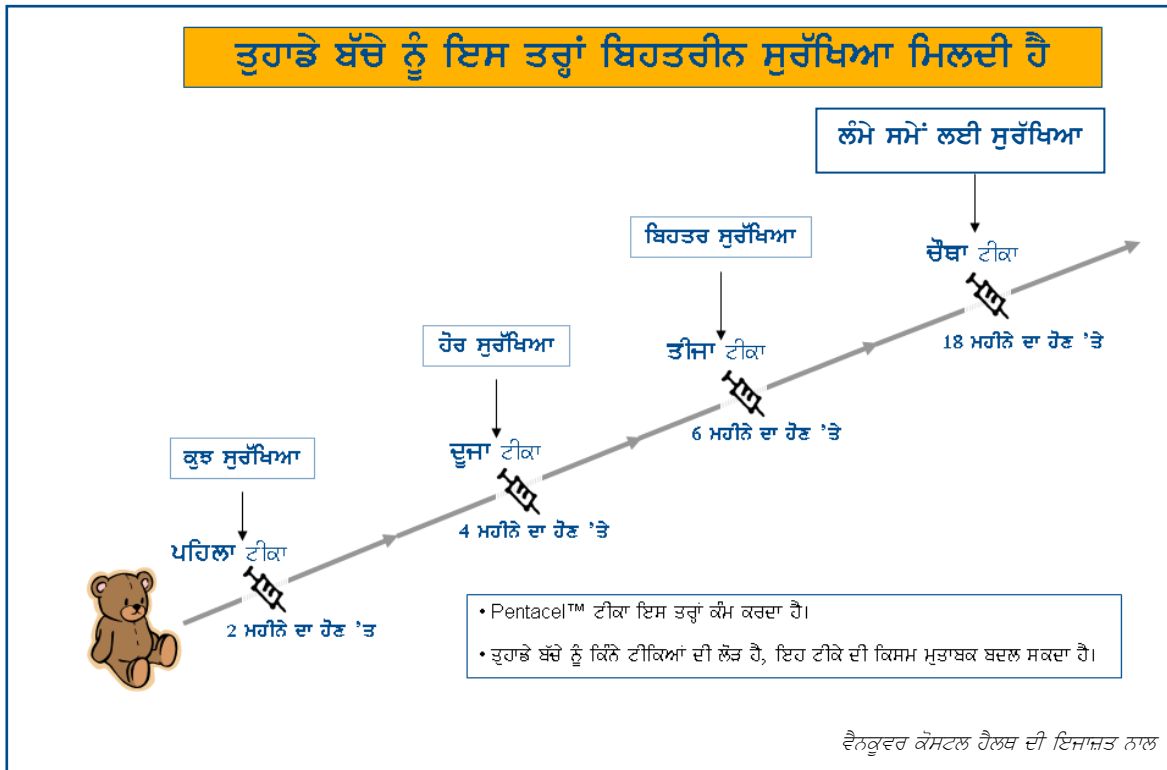 ਤੁਹਾਡੇ ਬੱਚੇ ਨੂੰ ਇਸ ਤਰ੍ਹਾਂ ਬਿਹਤਰੀਨ ਸੁਰੱਖਿਆ ਮਿਲਦੀ ਹੈ
ਲੰਮੇ ਸਮੇਂ ਲਈ ਸੁਰੱਖਿਆ
ਬਿਹਤਰ ਸੁਰੱਖਿਆ
ਚੌਥਾ ਟੀਕਾ
18 ਮਹੀਨੇ ਦਾ ਹੋਣ ’ਤੇ
ਹੋਰ ਸੁਰੱਖਿਆ
ਤੀਜਾ ਟੀਕਾ
6 ਮਹੀਨੇ ਦਾ ਹੋਣ ’ਤੇ
ਕੁਝ ਸੁਰੱਖਿਆ
ਦੂਜਾ ਟੀਕਾ
4 ਮਹੀਨੇ ਦਾ ਹੋਣ ’ਤੇ
ਪਹਿਲਾ ਟੀਕਾ
2 ਮਹੀਨੇ ਦਾ ਹੋਣ ’ਤ
• Pentacel™ ਟੀਕਾ ਇਸ ਤਰ੍ਹਾਂ ਕੰਮ ਕਰਦਾ ਹੈ।
• ਤੁਹਾਡੇ ਬੱਚੇ ਨੂੰ ਕਿੰਨੇ ਟੀਕਿਆਂ ਦੀ ਲੋੜ ਹੈ, ਇਹ ਟੀਕੇ ਦੀ ਕਿਸਮ ਮੁਤਾਬਕ ਬਦਲ ਸਕਦਾ ਹੈ।
ਵੈਨਕੂਵਰ ਕੋਸਟਲ ਹੈਲਥ ਦੀ ਇਜਾਜ਼ਤ ਨਾਲ